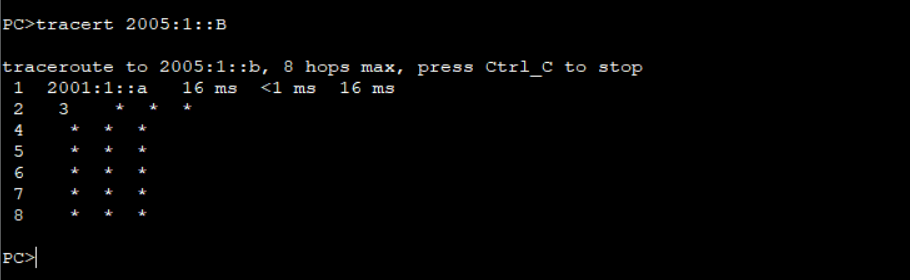 PC>tracert 2005:1::B
traceroute to 2005:1::b, 8 hops max, press Ctrl_C to stop
1 2001:1::a 16 ms <1 ms 16 ms
2 3 * * *
4 * * *
5 * * *
6 * * *
7 * * *
8 * * *
PC>